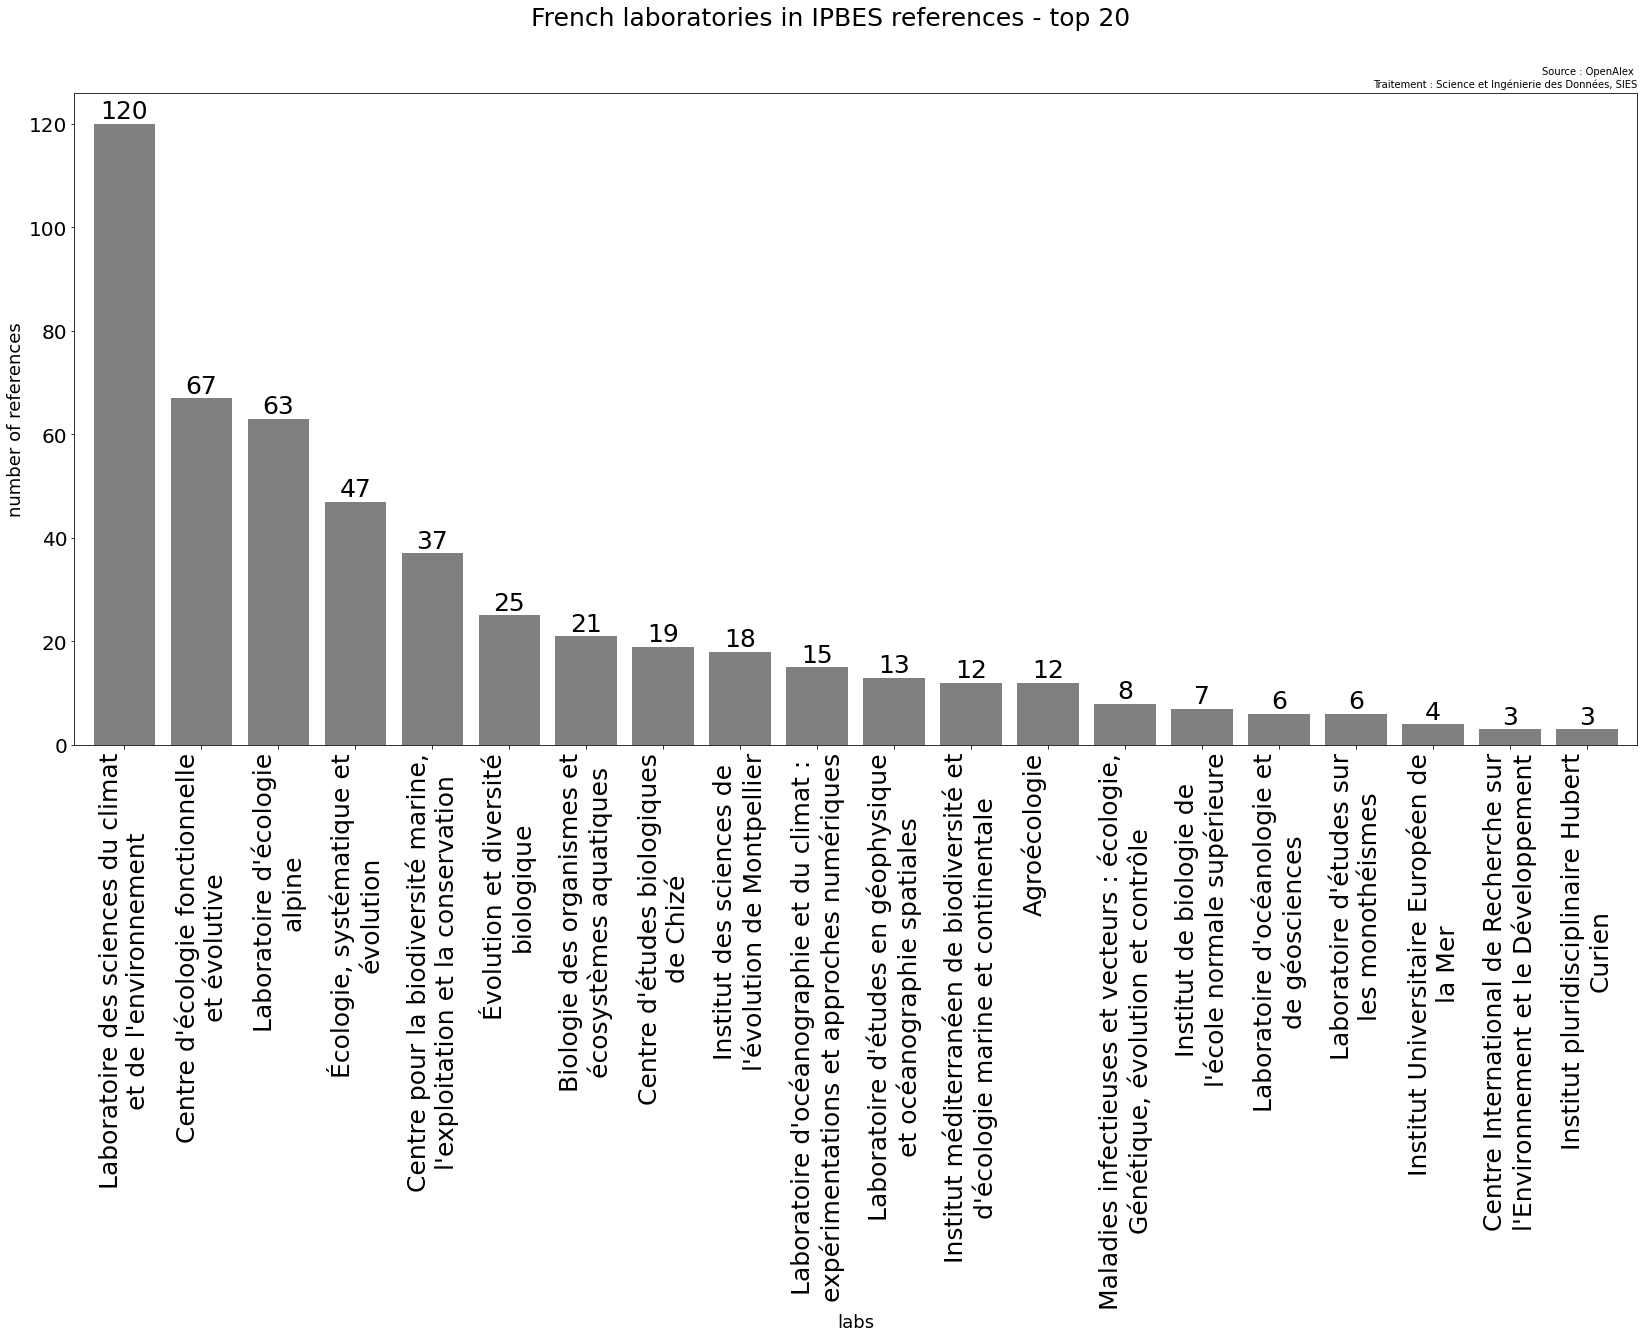 French laboratories in IPBES references - top 20
Source : OpenAlex
Traitement : Science et Ingénierie des Données, SIES
number of references
120
100
80
60
40
20
0
120
67
63
47
37
25
21
19
18
15
13
12
12
8
7
6
6
4
3
3
Laboratoire des sciences du climat
et de l'environnement
Centre d'écologie fonctionnelle
et évolutive
Laboratoire d'écologie
alpine
Écologie, systématique et
évolution
Centre pour la biodiversité marine,
l'exploitation et la conservation
Évolution et diversité
biologique
Biologie des organismes et
écosystèmes aquatiques
Centre d'études biologiques
de Chizé
Institut des sciences de
l'évolution de Montpellier
Laboratoire d'océanographie et du climat :
expérimentations et approches numériques
Laboratoire d'études en géophysique
et océanographie spatiales
Institut méditerranéen de biodiversité et
d'écologie marine et continentale
Agroécologie
Maladies infectieuses et vecteurs : écologie,
Génétique, évolution et contrôle
Institut de biologie de
l'école normale supérieure
Laboratoire d'océanologie et
de géosciences
Laboratoire d'études sur
les monothéismes
Institut Universitaire Européen de
la Mer
Centre International de Recherche sur
l'Environnement et le Développement
Institut pluridisciplinaire Hubert
Curien
labs